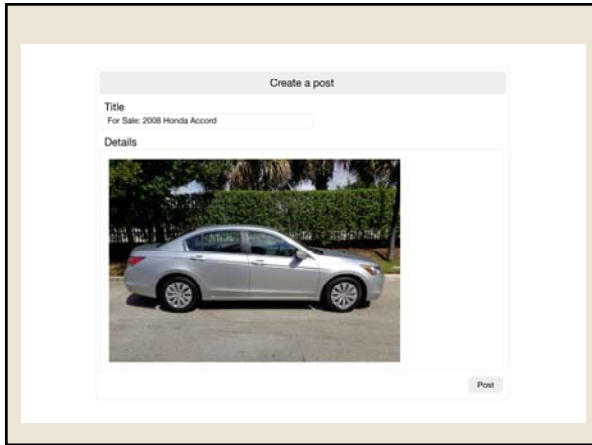 Create a post
Title
For Sale: 2008 Honda Accord
Details
Post